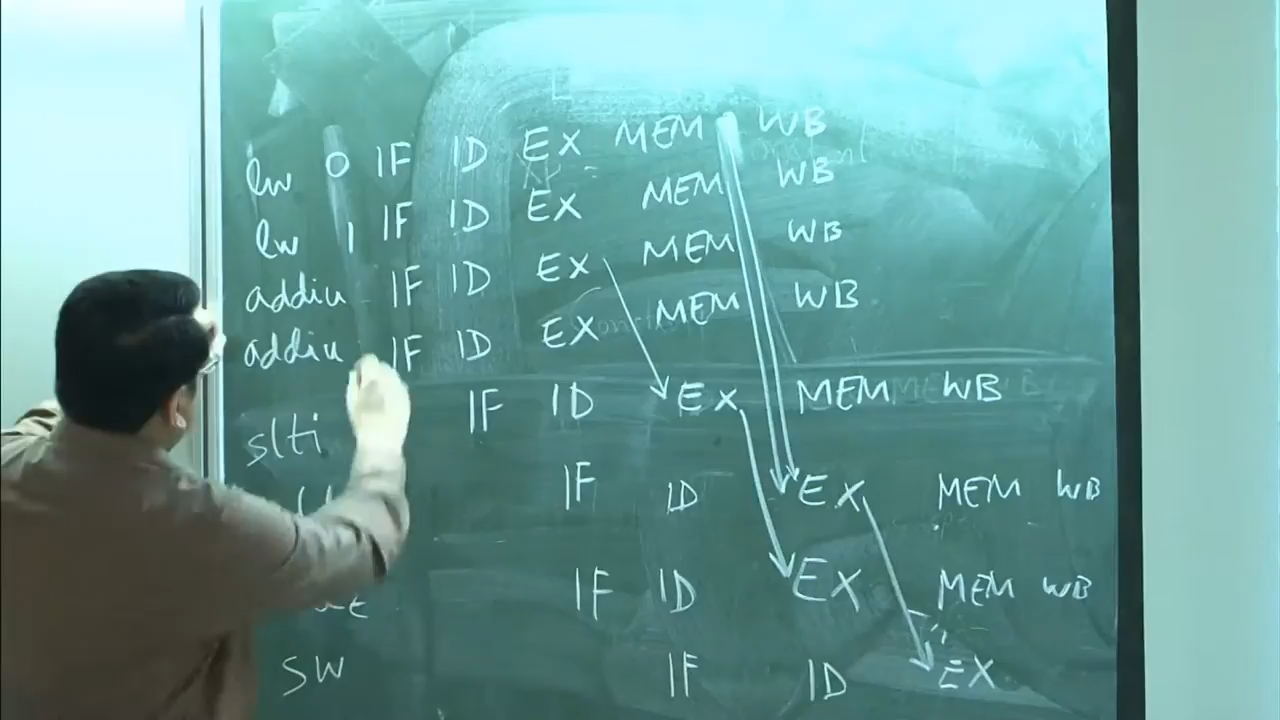 lw 0 IF ID EX MEM WB
lw 1 IF ID EX MEM WB
addiu IF ID EX MEM WB
addiu IF ID EX MEM WB
slti IF ID EX MEM WB
IF ID EX MEM WB
IF ID EX MEM WB
sw IF ID EX